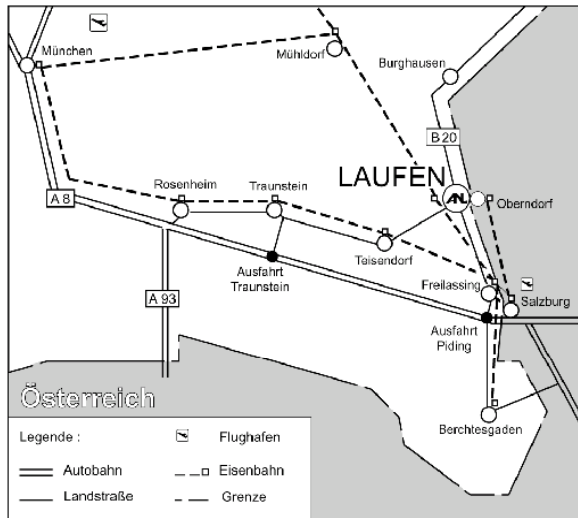 München
Mühldorf
Burghausen
B 20
LAUFEN
ANL
Oberndorf
A 8
Rosenheim
Traunstein
Teisendorf
Ausfahrt
Traunstein
Freilassing
Salzburg
A 93
Ausfahrt
Piding
Österreich
Berchtesgaden
Legende :
Flughafen
Autobahn
Eisenbahn
Landstraße
Grenze